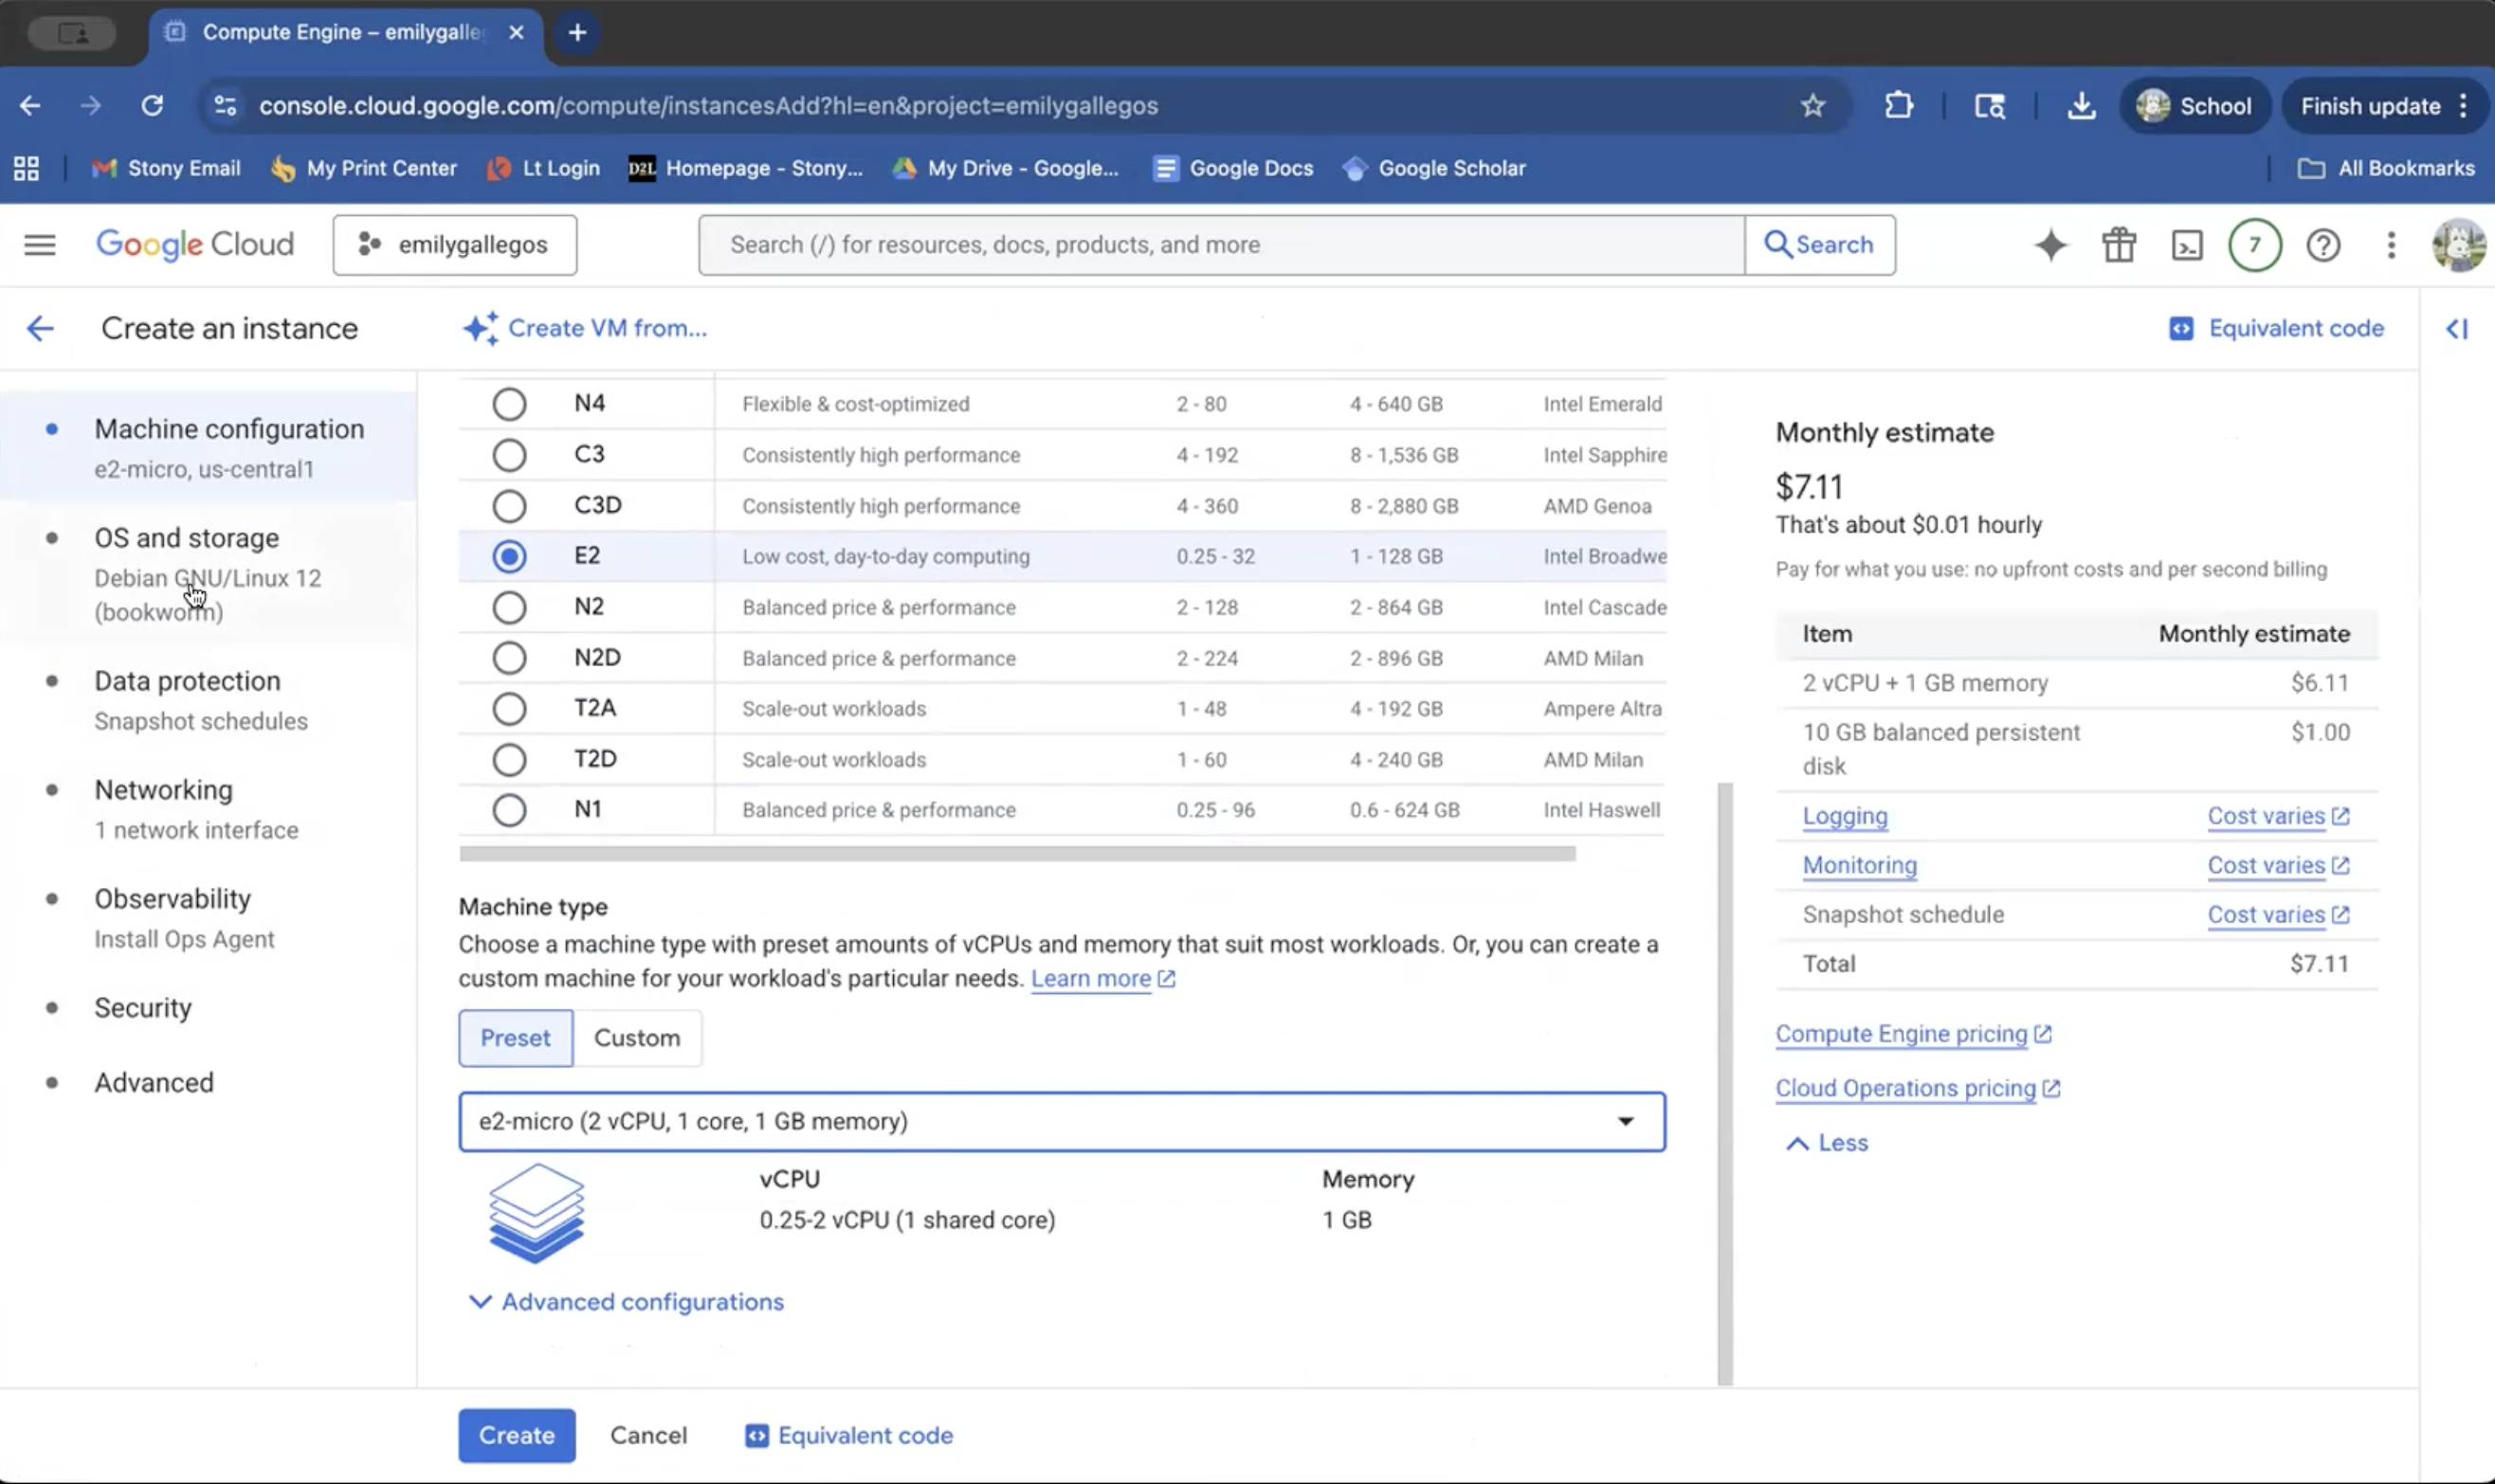 Compute Engine – emilygalle
console.cloud.google.com/compute/instancesAdd?hl=en&project=emilygallegos
School
Finish update
Stony Email
My Print Center
Lt Login
D2L
Homepage - Stony...
My Drive - Google...
Google Docs
Google Scholar
All Bookmarks
Google Cloud
emilygallegos
Search (/) for resources, docs, products, and more
Search
7
Create an instance
Create VM from...
Equivalent code
Machine configuration
e2-micro, us-central1
OS and storage
Debian GNU/Linux 12
(bookworm)
Data protection
Snapshot schedules
Networking
1 network interface
Observability
Install Ops Agent
Security
Advanced
N4 Flexible & cost-optimized 2 - 80 4 - 640 GB Intel Emerald
C3 Consistently high performance 4 - 192 8 - 1,536 GB Intel Sapphire
C3D Consistently high performance 4 - 360 8 - 2,880 GB AMD Genoa
E2 Low cost, day-to-day computing 0.25 - 32 1 - 128 GB Intel Broadwe
N2 Balanced price & performance 2 - 128 2 - 864 GB Intel Cascade
N2D Balanced price & performance 2 - 224 2 - 896 GB AMD Milan
T2A Scale-out workloads 1 - 48 4 - 192 GB Ampere Altra
T2D Scale-out workloads 1 - 60 4 - 240 GB AMD Milan
N1 Balanced price & performance 0.25 - 96 0.6 - 624 GB Intel Haswell
Machine type
Choose a machine type with preset amounts of vCPUs and memory that suit most workloads. Or, you can create a
custom machine for your workload's particular needs. Learn more
Preset
Custom
e2-micro (2 vCPU, 1 core, 1 GB memory)
vCPU Memory
0.25-2 vCPU (1 shared core) 1 GB
Advanced configurations
Create
Cancel
Equivalent code
Monthly estimate
$7.11
That's about $0.01 hourly
Pay for what you use: no upfront costs and per second billing
Item Monthly estimate
2 vCPU + 1 GB memory $6.11
10 GB balanced persistent $1.00
disk
Logging Cost varies
Monitoring Cost varies
Snapshot schedule Cost varies
Total $7.11
Compute Engine pricing
Cloud Operations pricing
Less